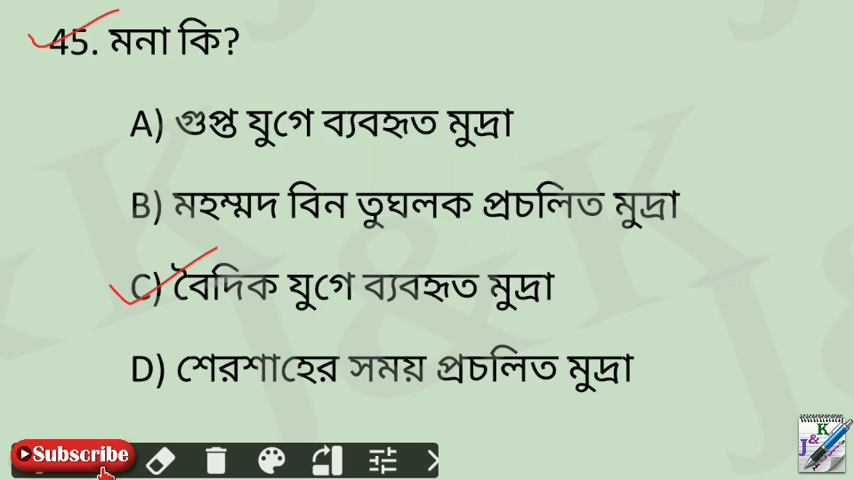 45. মনা কি?
A) গুপ্ত যুগে ব্যবহৃত মুদ্রা
B) মহম্মদ বিন তুঘলক প্রচলিত মুদ্রা
C) বৈদিক যুগে ব্যবহৃত মুদ্রা
D) শেরশাহের সময় প্রচলিত মুদ্রা
Subscribe
J&K